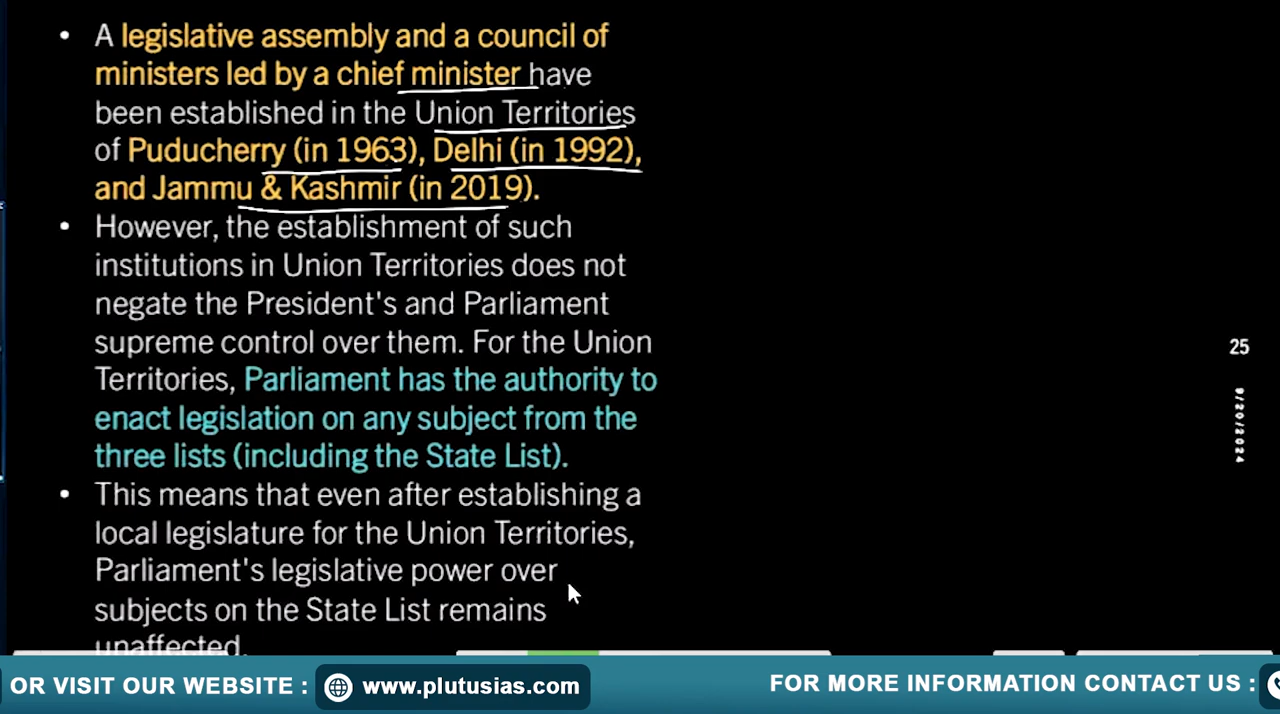 • A legislative assembly and a council of
ministers led by a chief minister have
been established in the Union Territories
of Puducherry (in 1963), Delhi (in 1992),
and Jammu & Kashmir (in 2019).
• However, the establishment of such
institutions in Union Territories does not
negate the President's and Parliament
supreme control over them. For the Union
Territories, Parliament has the authority to
enact legislation on any subject from the
three lists (including the State List).
• This means that even after establishing a
local legislature for the Union Territories,
Parliament's legislative power over
subjects on the State List remains
unaffected.
25
9/20/2024
OR VISIT OUR WEBSITE : www.plutusias.com
FOR MORE INFORMATION CONTACT US :